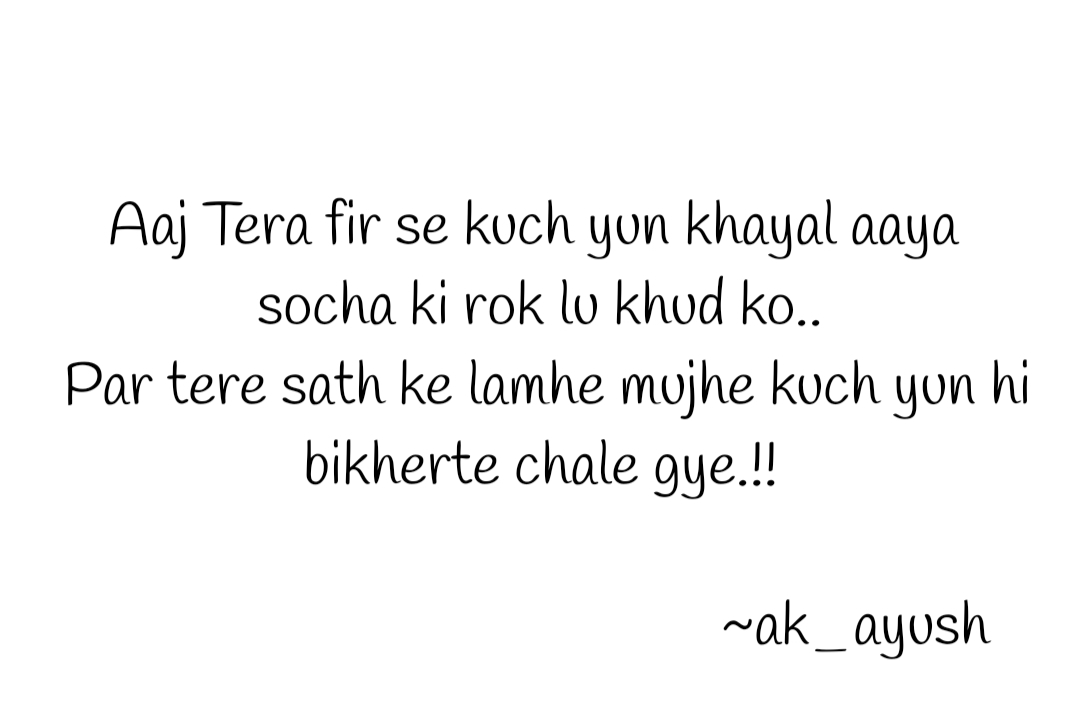 Aaj Tera fir se kuch yun khayal aaya
socha ki rok lu khud ko..
Par tere sath ke lamhe mujhe kuch yun hi
bikherte chale gye.!!
~ak_ayush